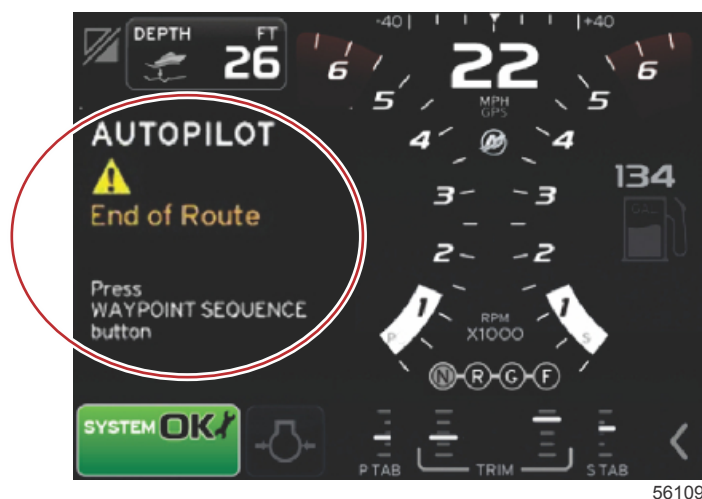 -40 +40
DEPTH FT
26
22
MPH
GPS
6 6
5 5
AUTOPILOT
4 4
134
GAL
End of Route
3 3
2 2
Press
WAYPOINT SEQUENCE
button
1 1
RPM
X1000
P S
N R G F
SYSTEM OK
P TAB TRIM S TAB
56109